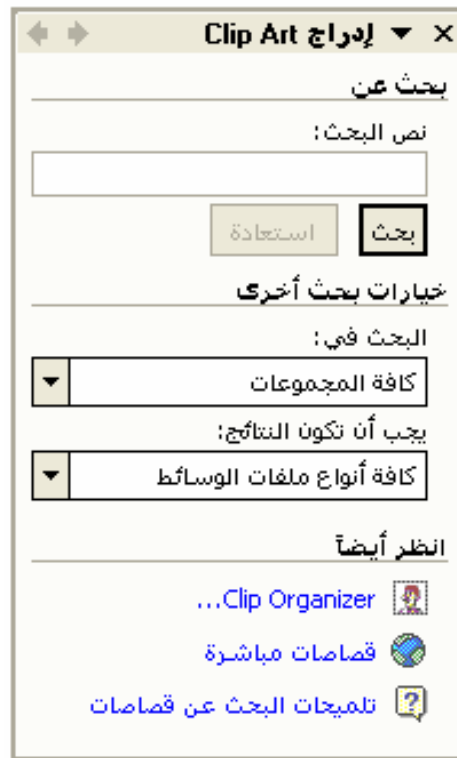 إدراج Clip Art
بحث عن
نص البحث:
بحث استعادة
خيارات بحث أخرى
البحث في:
كافة المجموعات
يجب أن تكون النتائج:
كافة أنواع ملفات الوسائط
انظر أيضآ
Clip Organizer...
قصاصات مباشرة
تلميحات البحث عن قصاصات